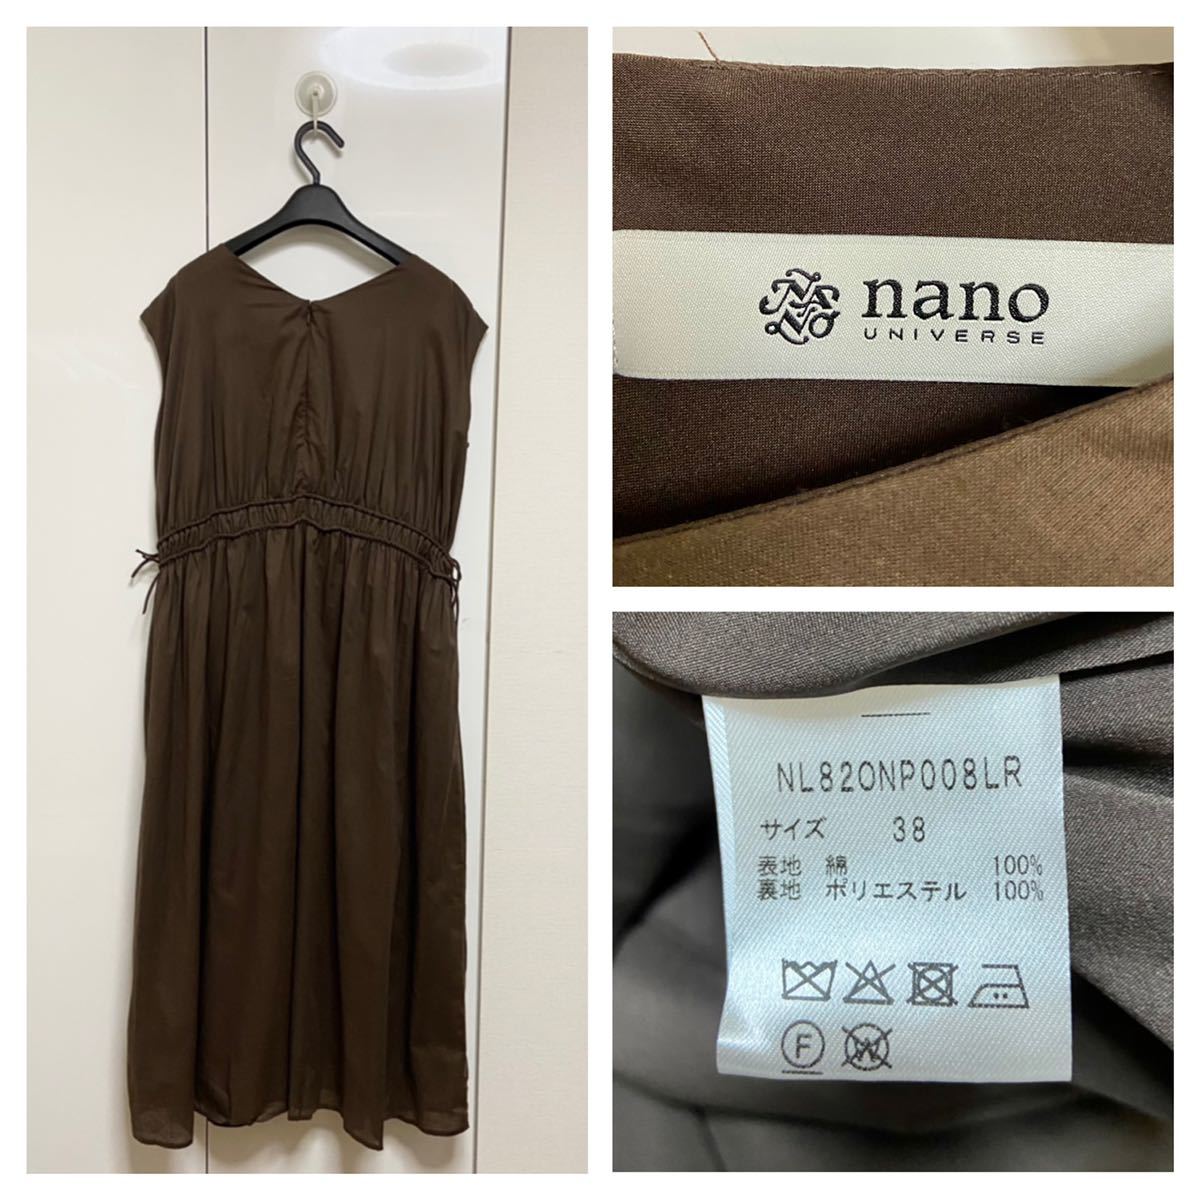 nano
UNIVERSE
NL820NP008LR
サイズ 38
表地 綿 100%
裏地 ポリエステル 100%
F
W